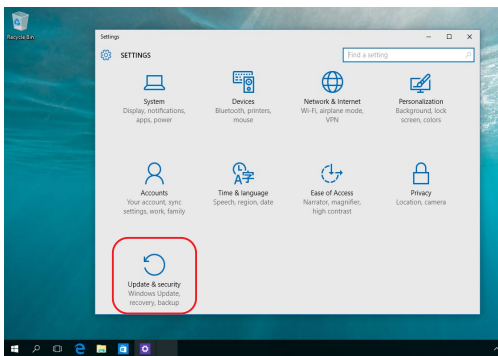 Recycle Bin
Settings
SETTINGS
Find a setting
System
Display, notifications,
apps, power
Devices
Bluetooth, printers,
mouse
Network & Internet
Wi-Fi, airplane mode,
VPN
Personalization
Background, lock
screen, colors
Accounts
Your account, sync
settings, work, family
Time & language
Speech, region, date
Ease of Access
Narrator, magnifier,
high contrast
Privacy
Location, camera
Update & security
Windows Update,
recovery, backup